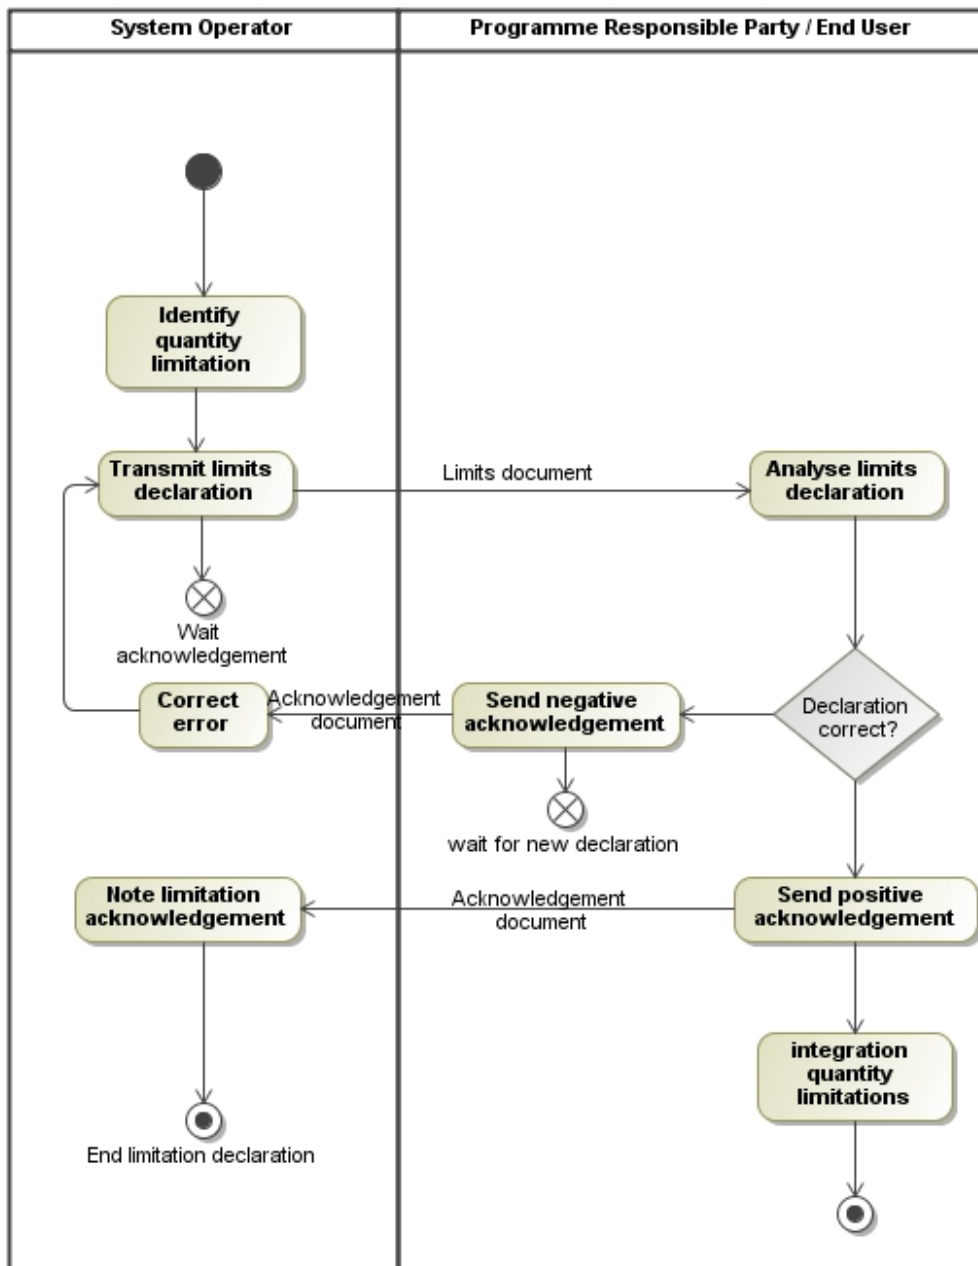 System Operator
Programme Responsible Party / End User
Identify
quantity
limitation
Transmit limits
declaration
Limits document
Analyse limits
declaration
Wait
acknowledgement
Correct
error
Acknowledgement
document
Send negative
acknowledgement
Declaration
correct?
wait for new declaration
Note limitation
acknowledgement
Acknowledgement
document
Send positive
acknowledgement
integration
quantity
limitations
End limitation declaration